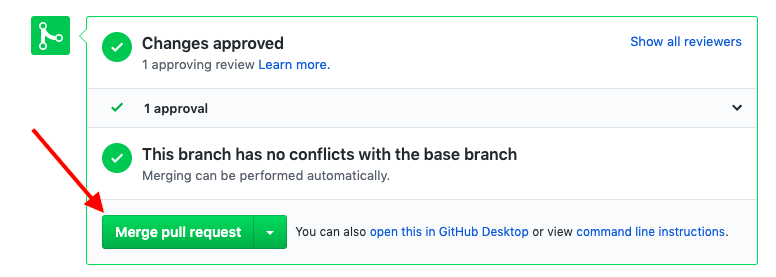 Changes approved
Show all reviewers
1 approving review Learn more.
1 approval
This branch has no conflicts with the base branch
Merging can be performed automatically.
Merge pull request
You can also open this in GitHub Desktop or view command line instructions.